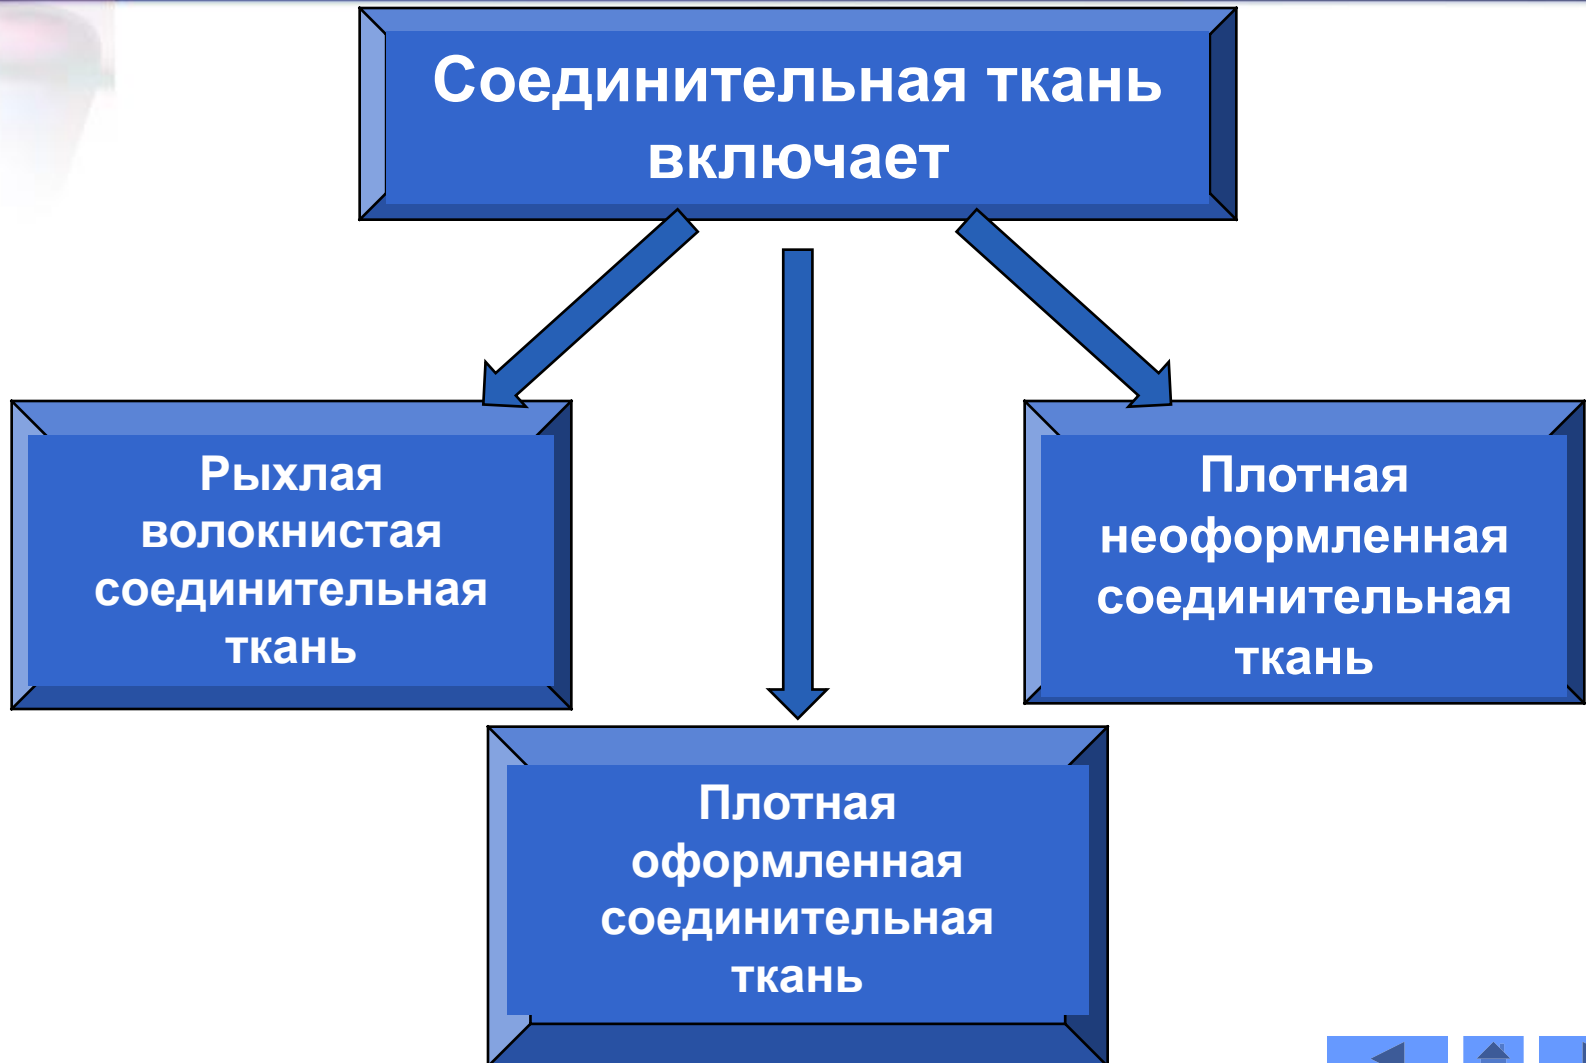 Соединительная ткань
включает
Рыхлая
волокнистая
соединительная
ткань
Плотная
неоформленная
соединительная
ткань
Плотная
оформленная
соединительная
ткань